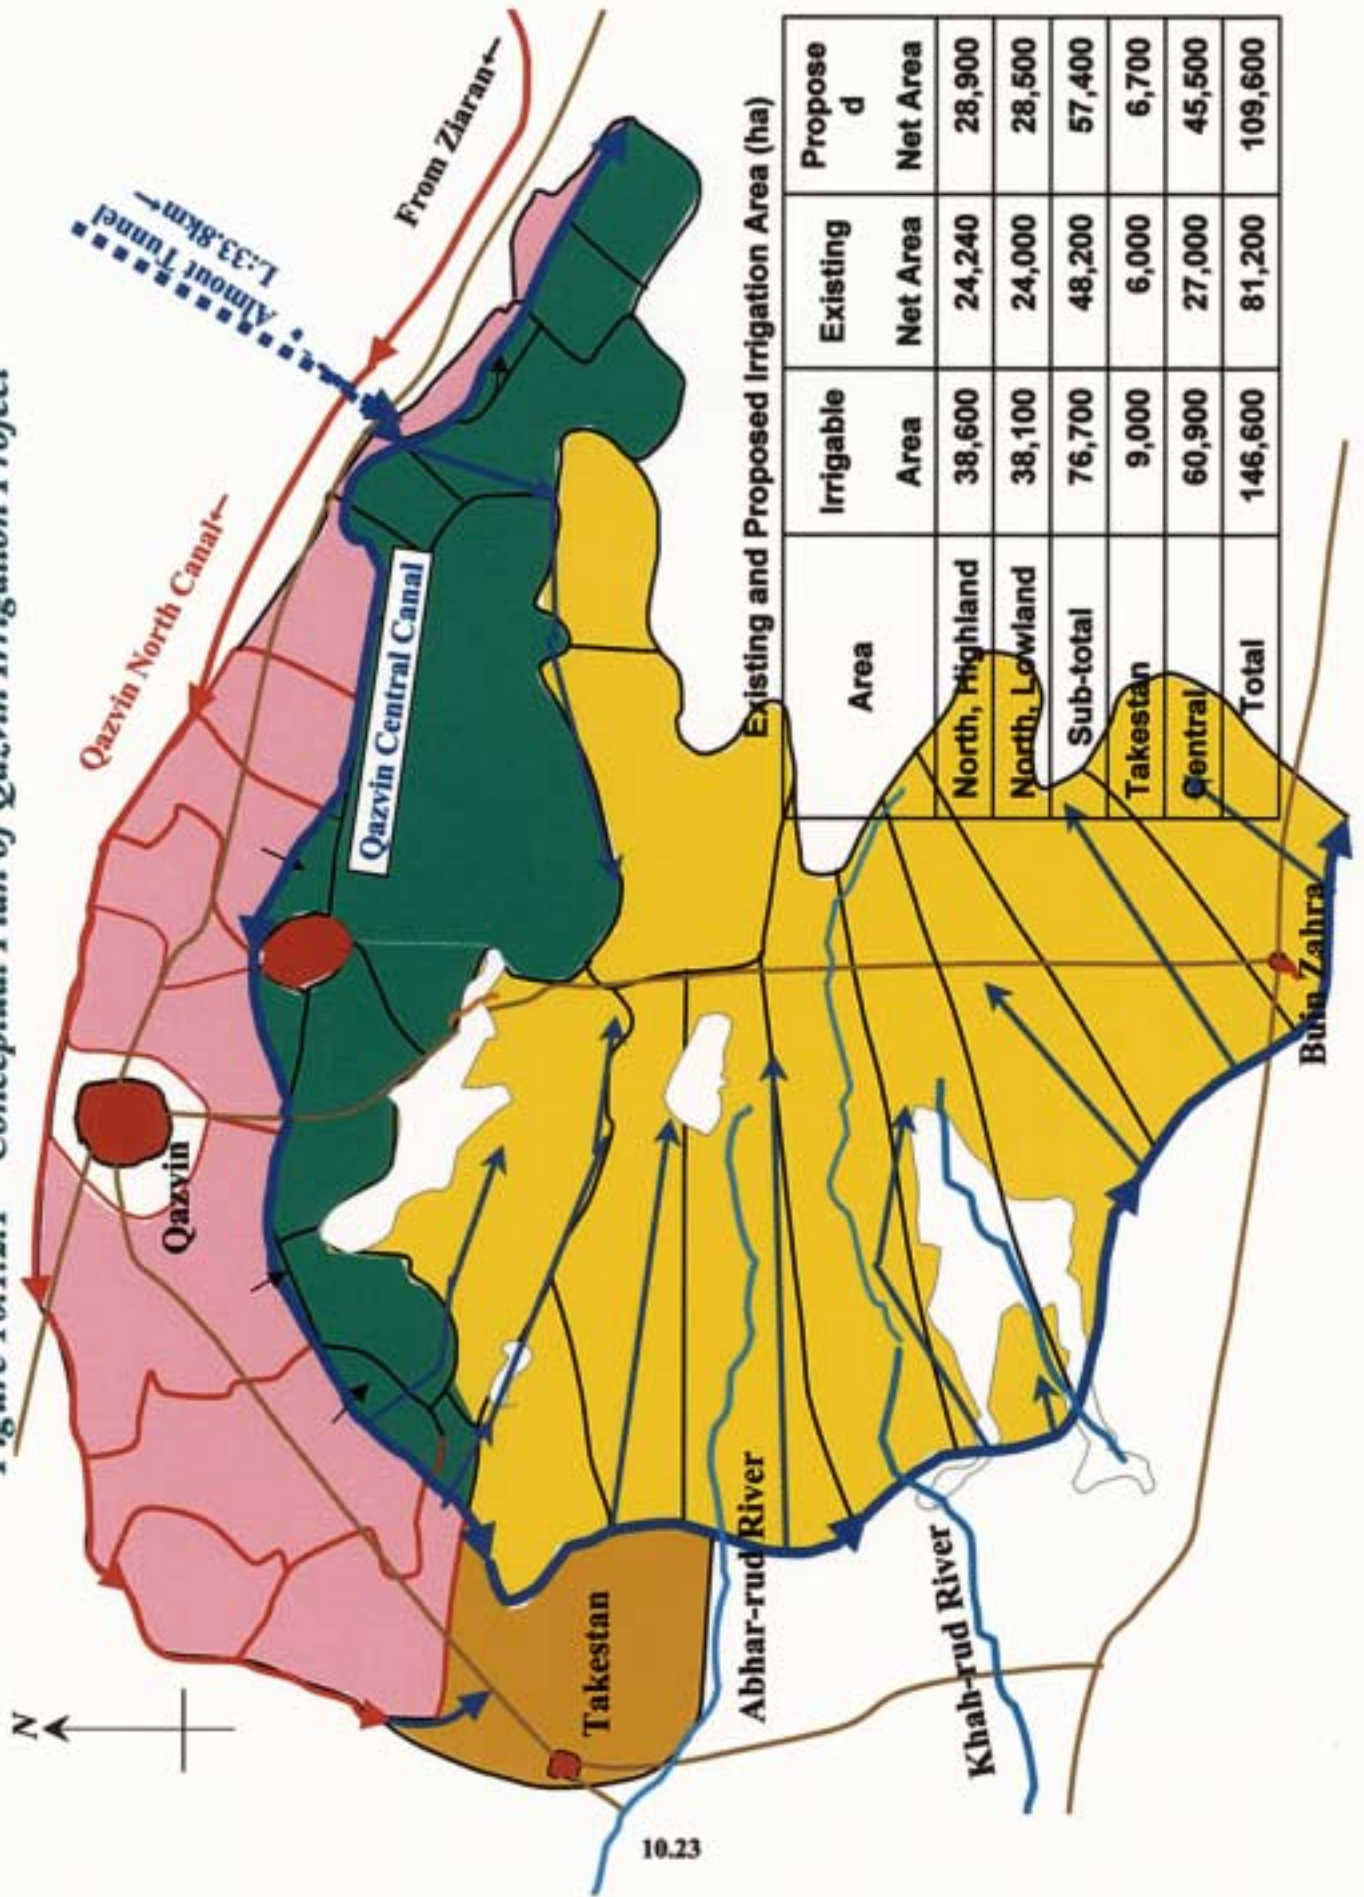 Figure 10.1.2.1 Conceptual Plan of Qazvin Irrigation Project
N
Almout Tunnel
L:33.8km
From Ziaran
Qazvin North Canal
Qazvin Central Canal
Qazvin
Takestan
Abhar-rud River
Khah-rud River
Buin Zahra
Existing and Proposed Irrigation Area (ha)
Area Irrigable Existing Propose
d
Area Net Area Net Area
North, Highland 38,600 24,240 28,900
North, Lowland 38,100 24,000 28,500
Sub-total 76,700 48,200 57,400
Takestan 9,000 6,000 6,700
Central 60,900 27,000 45,500
Total 146,600 81,200 109,600
10.23